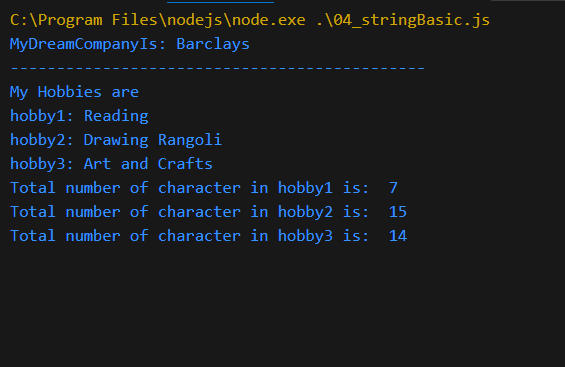 C:\Program Files\nodejs\node.exe .\04_stringBasic.js
MyDreamCompanyIs: Barclays
---------------------------------------------
My Hobbies are
hobby1: Reading
hobby2: Drawing Rangoli
hobby3: Art and Crafts
Total number of character in hobby1 is:  7
Total number of character in hobby2 is:  15
Total number of character in hobby3 is:  14